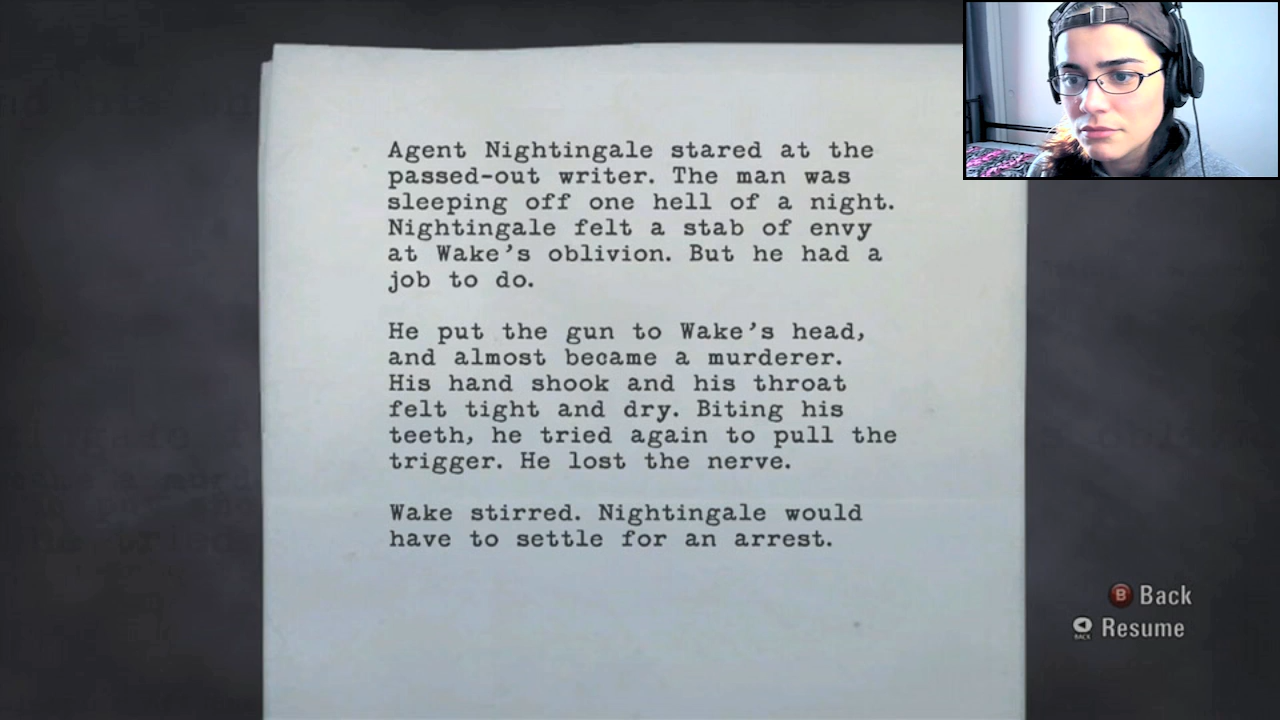 Agent Nightingale stared at the
passed-out writer. The man was
sleeping off one hell of a night.
Nightingale felt a stab of envy
at Wake's oblivion. But he had a
job to do.
He put the gun to Wake's head,
and almost became a murderer.
His hand shook and his throat
felt tight and dry. Biting his
teeth, he tried again to pull the
trigger. He lost the nerve.
Wake stirred. Nightingale would
have to settle for an arrest.
B Back
BACK Resume